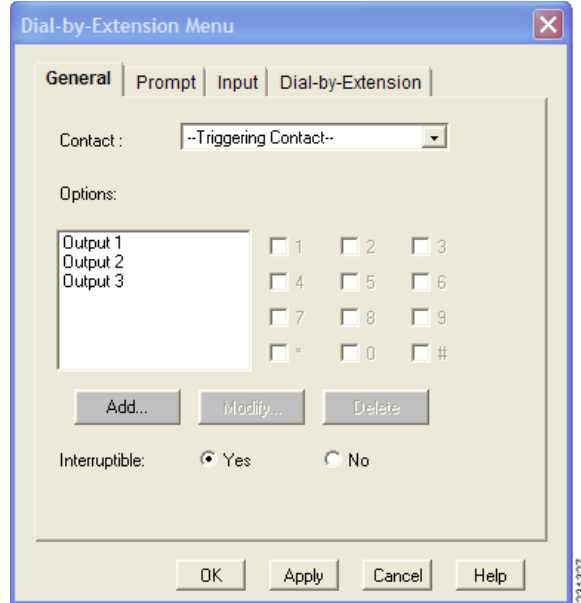 Dial-by-Extension Menu
General Prompt Input Dial-by-Extension
Contact : --Triggering Contact--
Options:
Output 1
Output 2
Output 3
1 2 3
4 5 6
7 8 9
* 0 #
Add... Modify... Delete
Interruptible: Yes No
OK Apply Cancel Help